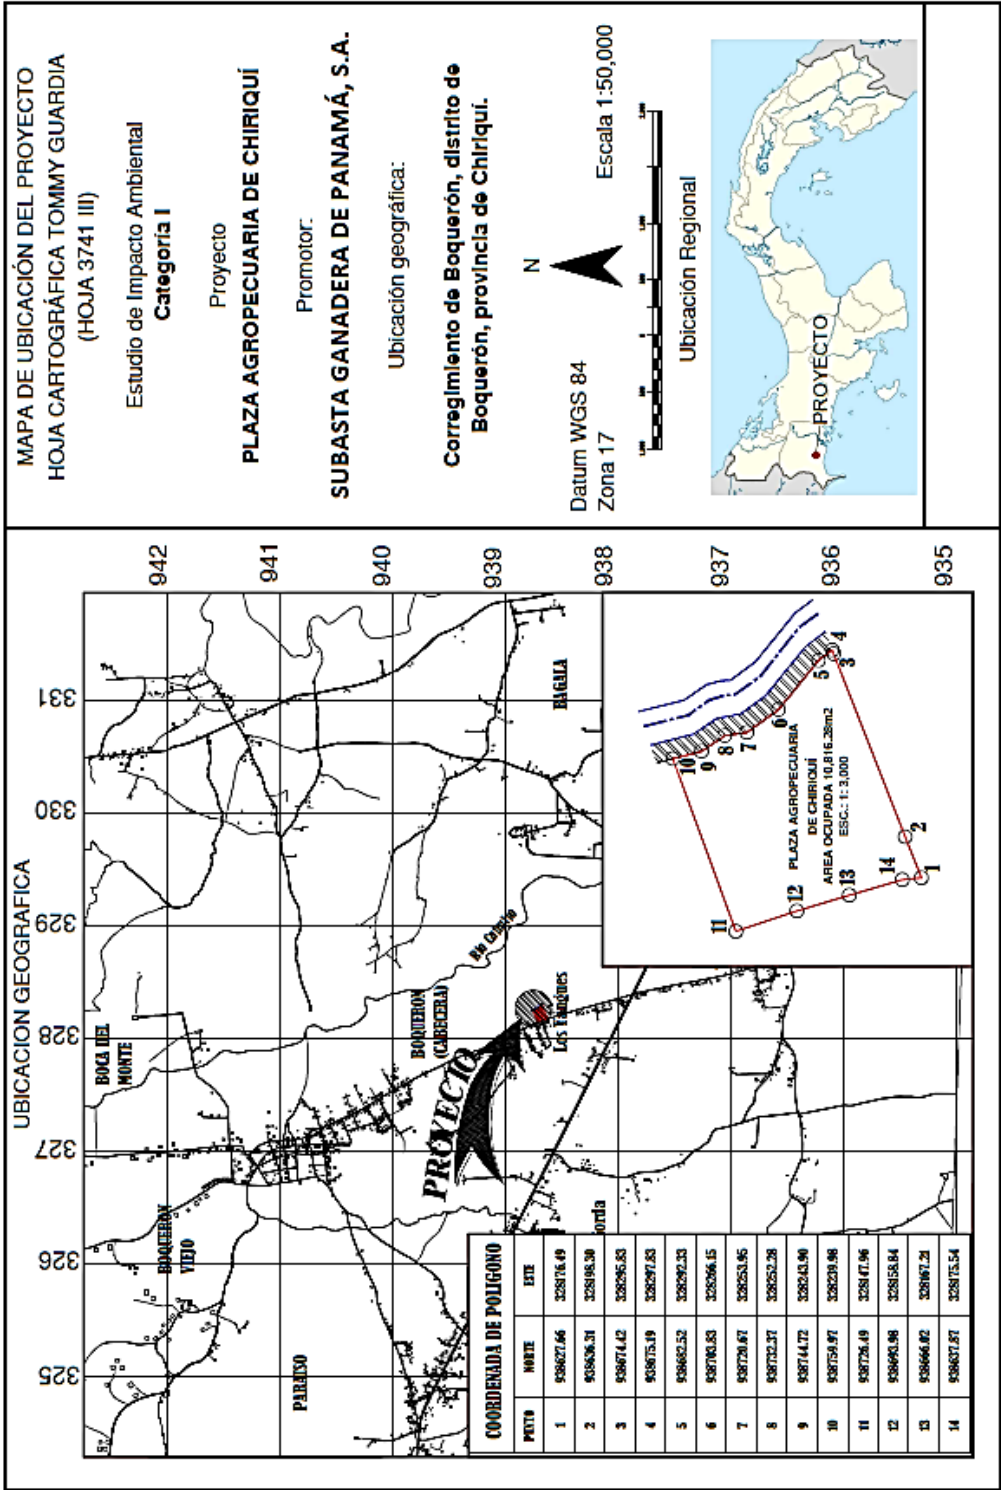 UBICACION GEOGRAFICA
325
326
327
328
329
330
331
942
941
940
939
938
937
936
935
BOCA DEL
MONTE
BOQUERON
VIEJO
PARAISO
BOQUERON
(CABECERA)
PROYECTO
Los Tanques
BAGALA
11
12
13
14
1
2
3
4
5
6
7
8
9
10
PLAZA AGROPECUARIA
DE CHIRIQUÍ
AREA OCUPADA 10,816.28m2
ESC.: 1: 3,000
COORDENADA DE POLIGONO
PUNTO NORTE ESTE
1 938627.66 328176.49
2 938636.31 328198.30
3 938674.42 328295.83
4 938675.19 328297.83
5 938682.52 328292.33
6 938703.83 328266.15
7 938720.67 328253.95
8 938732.37 328252.28
9 938744.72 328243.90
10 938759.97 328239.98
11 938726.49 328147.96
12 938693.98 328158.84
13 938666.02 328167.21
14 938637.87 328175.54
MAPA DE UBICACIÓN DEL PROYECTO
HOJA CARTOGRÁFICA TOMMY GUARDIA
(HOJA 3741 III)
Estudio de Impacto Ambiental
Categoría I
Proyecto
PLAZA AGROPECUARIA DE CHIRIQUÍ
Promotor:
SUBASTA GANADERA DE PANAMÁ, S.A.
Ubicación geográfica:
Corregimiento de Boquerón, distrito de
Boquerón, provincia de Chiriquí.
N
Datum WGS 84
Zona 17
Escala 1:50,000
Ubicación Regional
PROYECTO